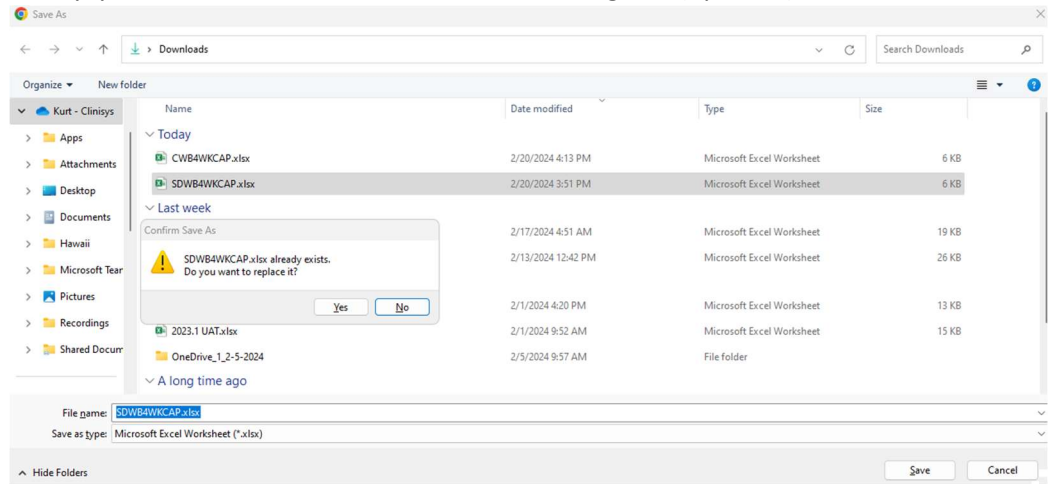 Save As
Downloads
Search Downloads
Organize
New folder
Name Date modified Type Size
Kurt - Clinisys
Apps
Attachments
Desktop
Documents
Hawaii
Microsoft Tear
Pictures
Recordings
Shared Docum
Today
CWB4WKCAP.xlsx 2/20/2024 4:13 PM Microsoft Excel Worksheet 6 KB
SDWB4WKCAP.xlsx 2/20/2024 3:51 PM Microsoft Excel Worksheet 6 KB
Last week
2/17/2024 4:51 AM Microsoft Excel Worksheet 19 KB
2/13/2024 12:42 PM Microsoft Excel Worksheet 26 KB
2/1/2024 4:20 PM Microsoft Excel Worksheet 13 KB
2023.1 UAT.xlsx 2/1/2024 9:52 AM Microsoft Excel Worksheet 15 KB
OneDrive_1_2-5-2024 2/5/2024 9:57 AM File folder
A long time ago
Confirm Save As
SDWB4WKCAP.xlsx already exists.
Do you want to replace it?
Yes No
File name: SDWB4WKCAP.xlsx
Save as type: Microsoft Excel Worksheet (*.xlsx)
Hide Folders
Save Cancel